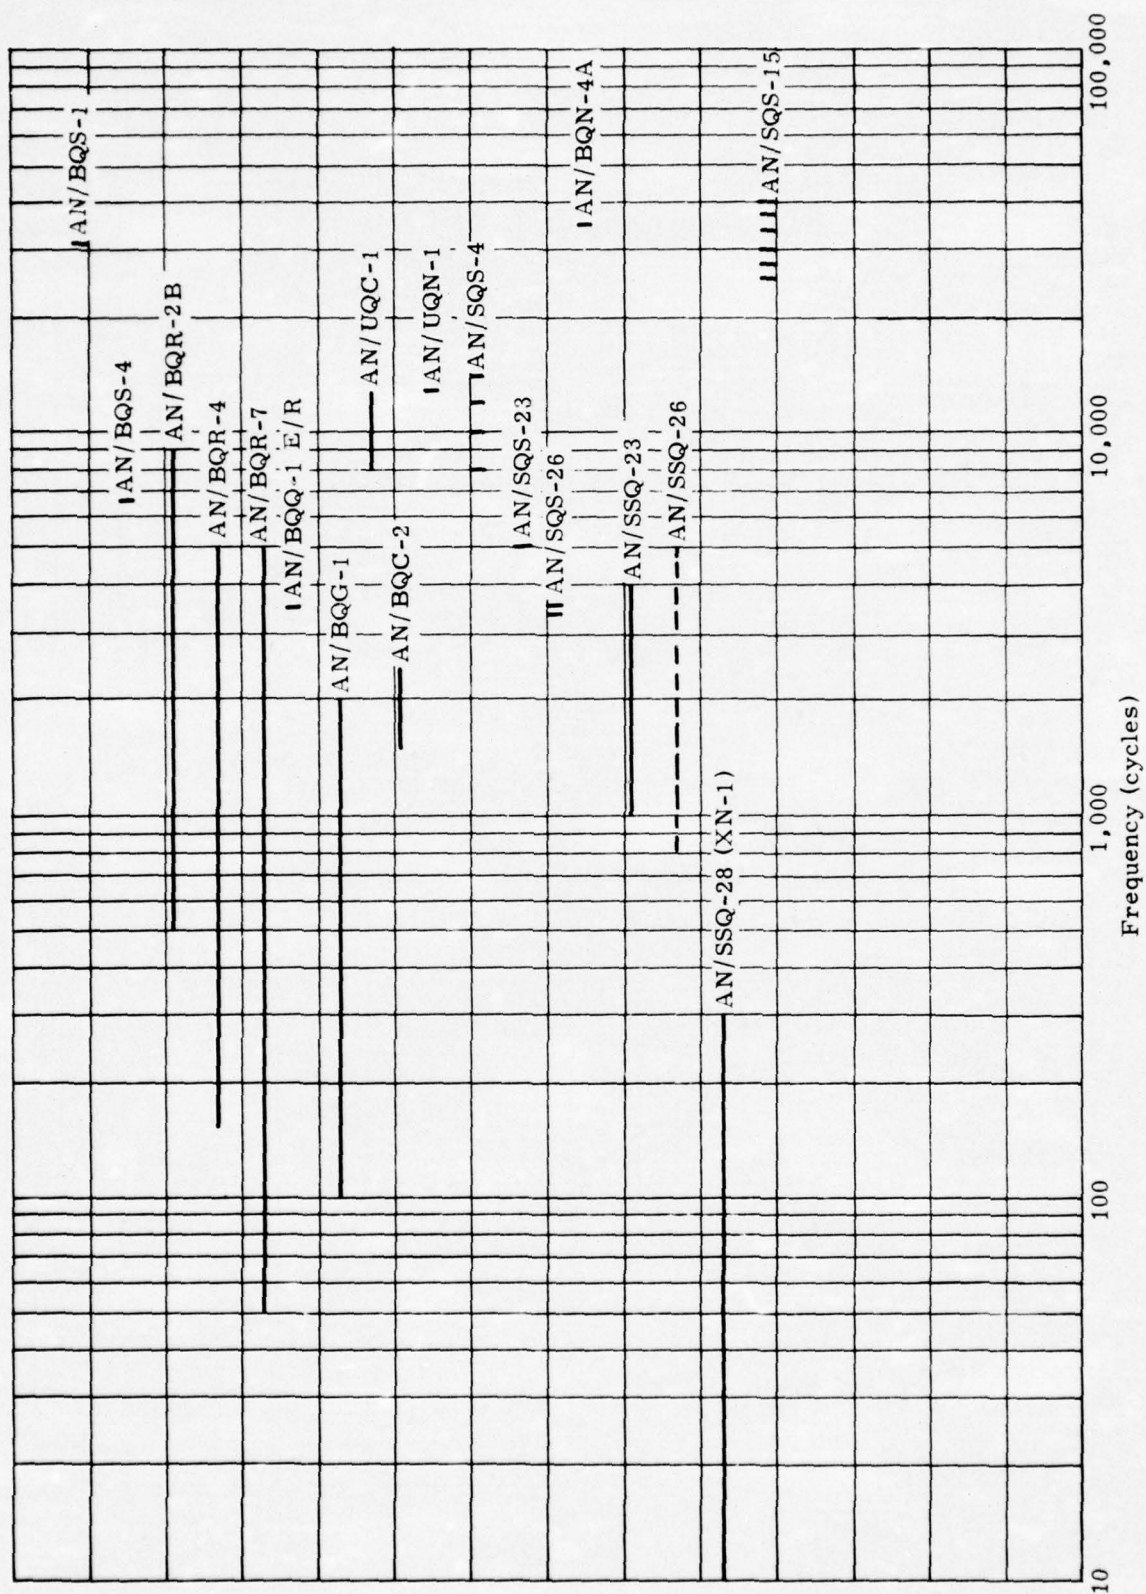 AN/BQS-1
AN/BQS-4
AN/BQR-2B
AN/BQR-4
AN/BQR-7
AN/BQQ-1 E/R
AN/BQG-1
AN/UQC-1
AN/BQC-2
AN/UQN-1
AN/SQS-4
AN/SQS-23
AN/SQS-26
AN/BQN-4A
AN/SSQ-23
AN/SSQ-26
AN/SSQ-28 (XN-1)
AN/SQS-15
10
100
1,000
10,000
100,000
Frequency (cycles)